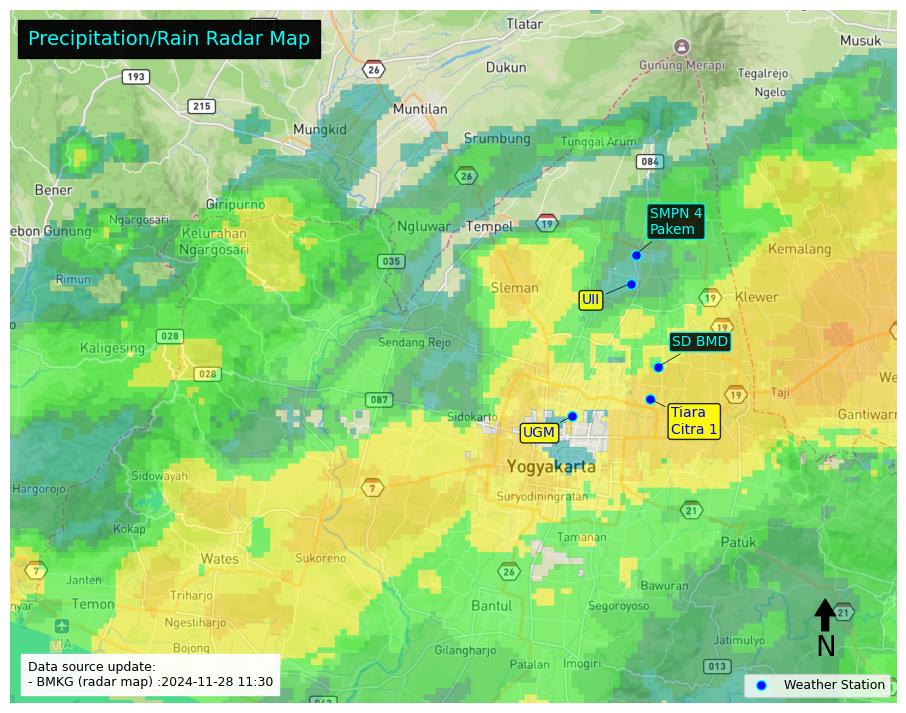 Precipitation/Rain Radar Map
Tlatar
Musuk
26
193
Dukun
Gunung Merapi
Tegalrejo
Ngelo
215
Muntilan
Mungkid
Srumbung
Tunggal Arum
084
26
Bener
Giripurno
SMPN 4
Pakem
Ngargosari
ebon Gunung
Kelurahan
Ngargosari
Ngluwar
Tempel
19
Kemalang
035
Rimun
Sleman
UII
19
Klewer
19
028
Kaligesing
Sendang Rejo
SD BMD
028
Taji
19
We
087
Sidokarto
Tiara
Citra 1
Gantiwarn
UGM
Yogyakarta
Sidowayah
Hargorojo
7
Suryodiningratan
21
Kokap
Tamanan
Patuk
Wates
Sukoreno
7
Janten
26
Bawuran
nyar
Temon
Triharjo
Bantul
Segoroyoso
21
Ngestiharjo
N
YIA
Bojong
Gilangharjo
Jatimulyo
Patalan
Imogiri
013
Data source update:
- BMKG (radar map) :2024-11-28 11:30
Weather Station